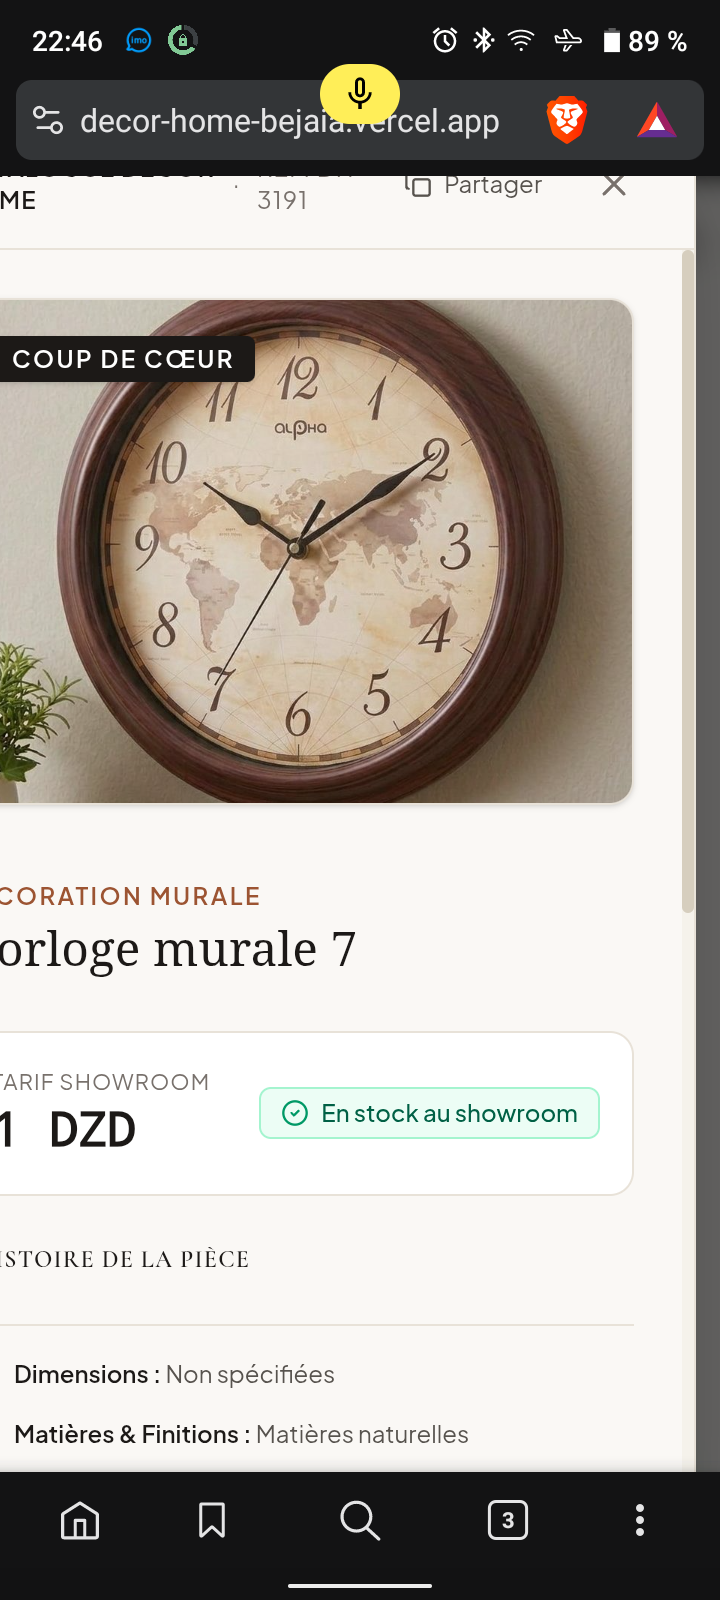 22:46
imo
89 %
decor-home-bejaia.vercel.app
ME
3191
Partager
COUP DE CŒUR
12
11
1
alpha
10
2
9
3
8
4
7
5
6
CORATION MURALE
orloge murale 7
TARIF SHOWROOM
1 DZD
En stock au showroom
ISTOIRE DE LA PIÈCE
Dimensions : Non spécifiées
Matières & Finitions : Matières naturelles
3